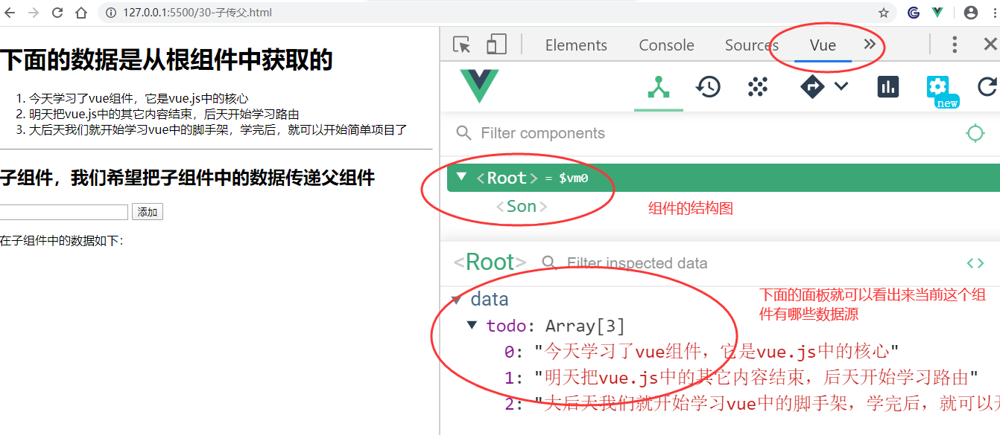 127.0.0.1:5500/30-子传父.html
下面的数据是从根组件中获取的
1. 今天学习了vue组件，它是vue.js中的核心
2. 明天把vue.js中的其它内容结束，后天开始学习路由
3. 大后天我们就开始学习vue中的脚手架，学完后，就可以开始简单项目了
子组件，我们希望把子组件中的数据传递父组件
添加
在子组件中的数据如下：
Elements Console Sources Vue
new
Filter components
<Root> = $vm0
<Son>
组件的结构图
<Root> Filter inspected data
data
下面的面板就可以看出来当前这个组
件有哪些数据源
todo: Array[3]
0: "今天学习了vue组件，它是vue.js中的核心"
1: "明天把vue.js中的其它内容结束，后天开始学习路由"
2: "大后天我们就开始学习vue中的脚手架，学完后，就可以开